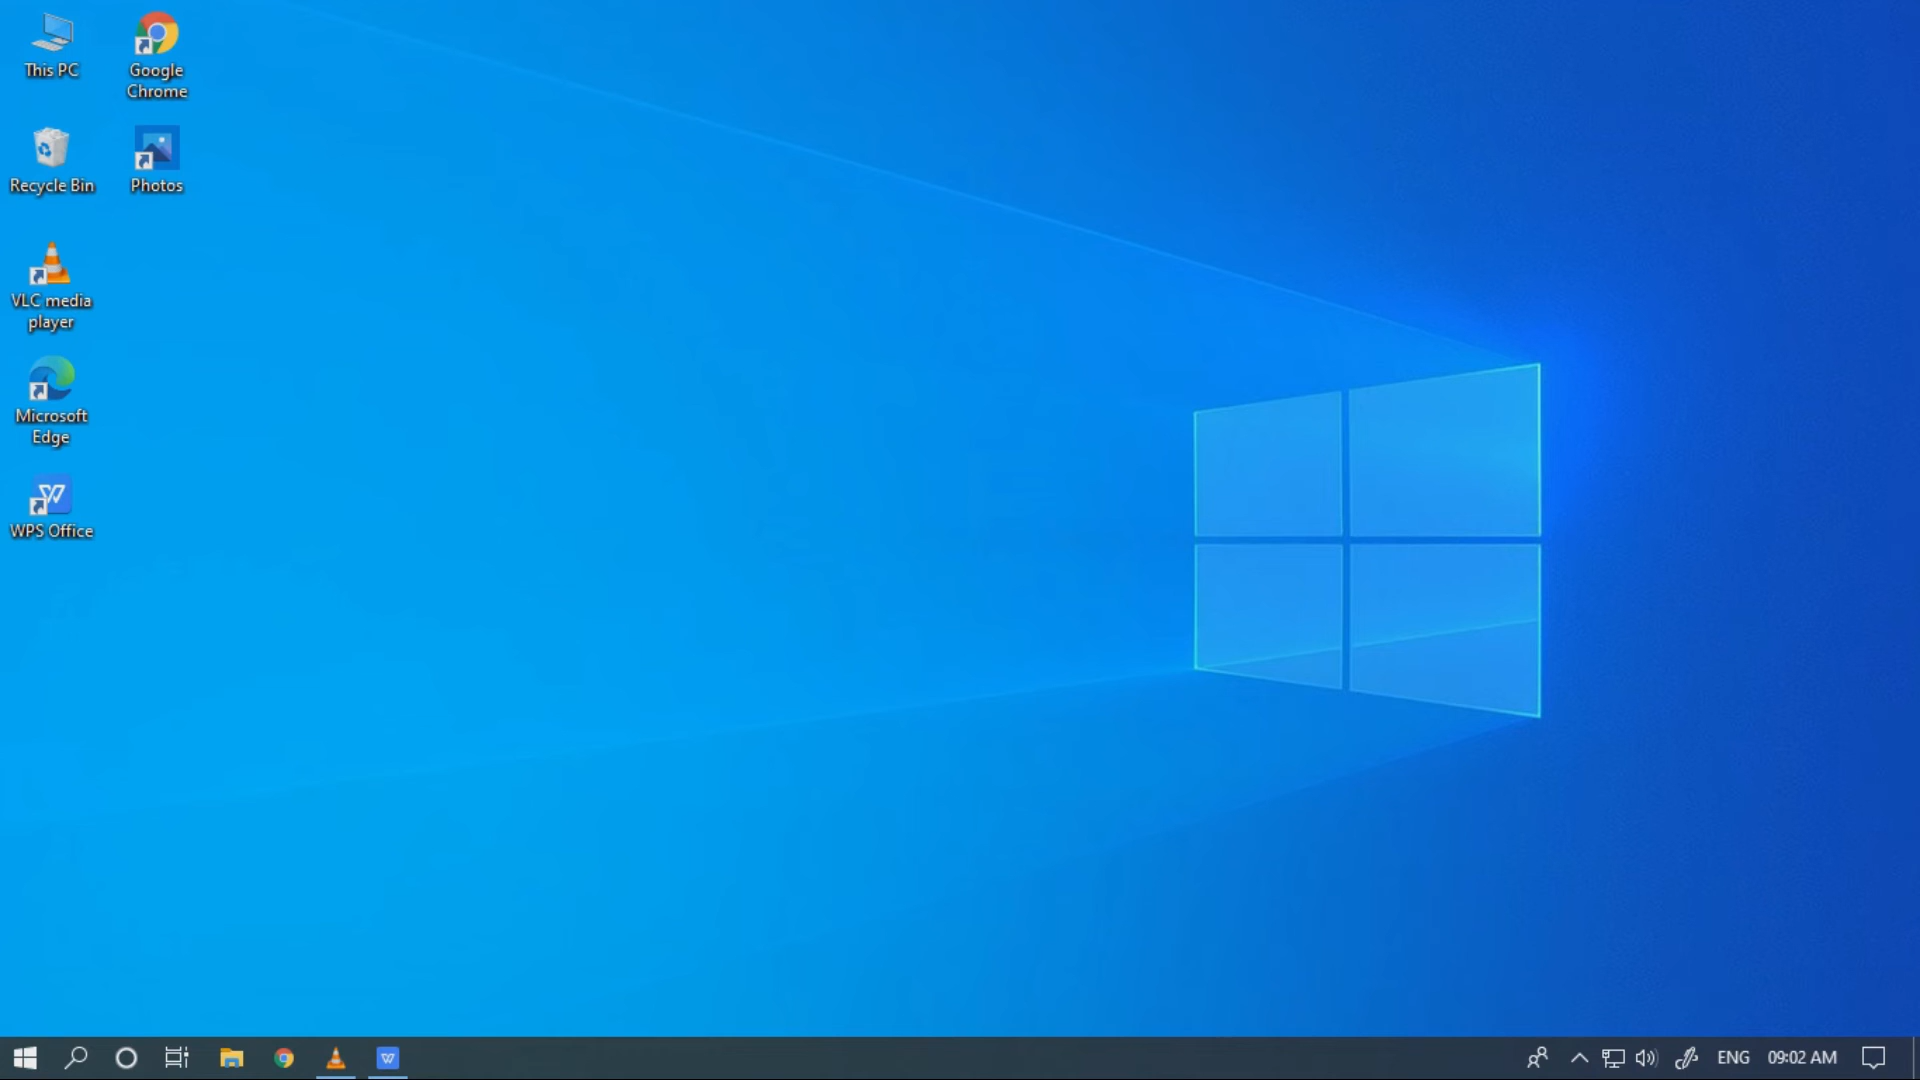 This PC
Google
Chrome
Recycle Bin
Photos
VLC media
player
Microsoft
Edge
WPS Office
ENG
09:02 AM